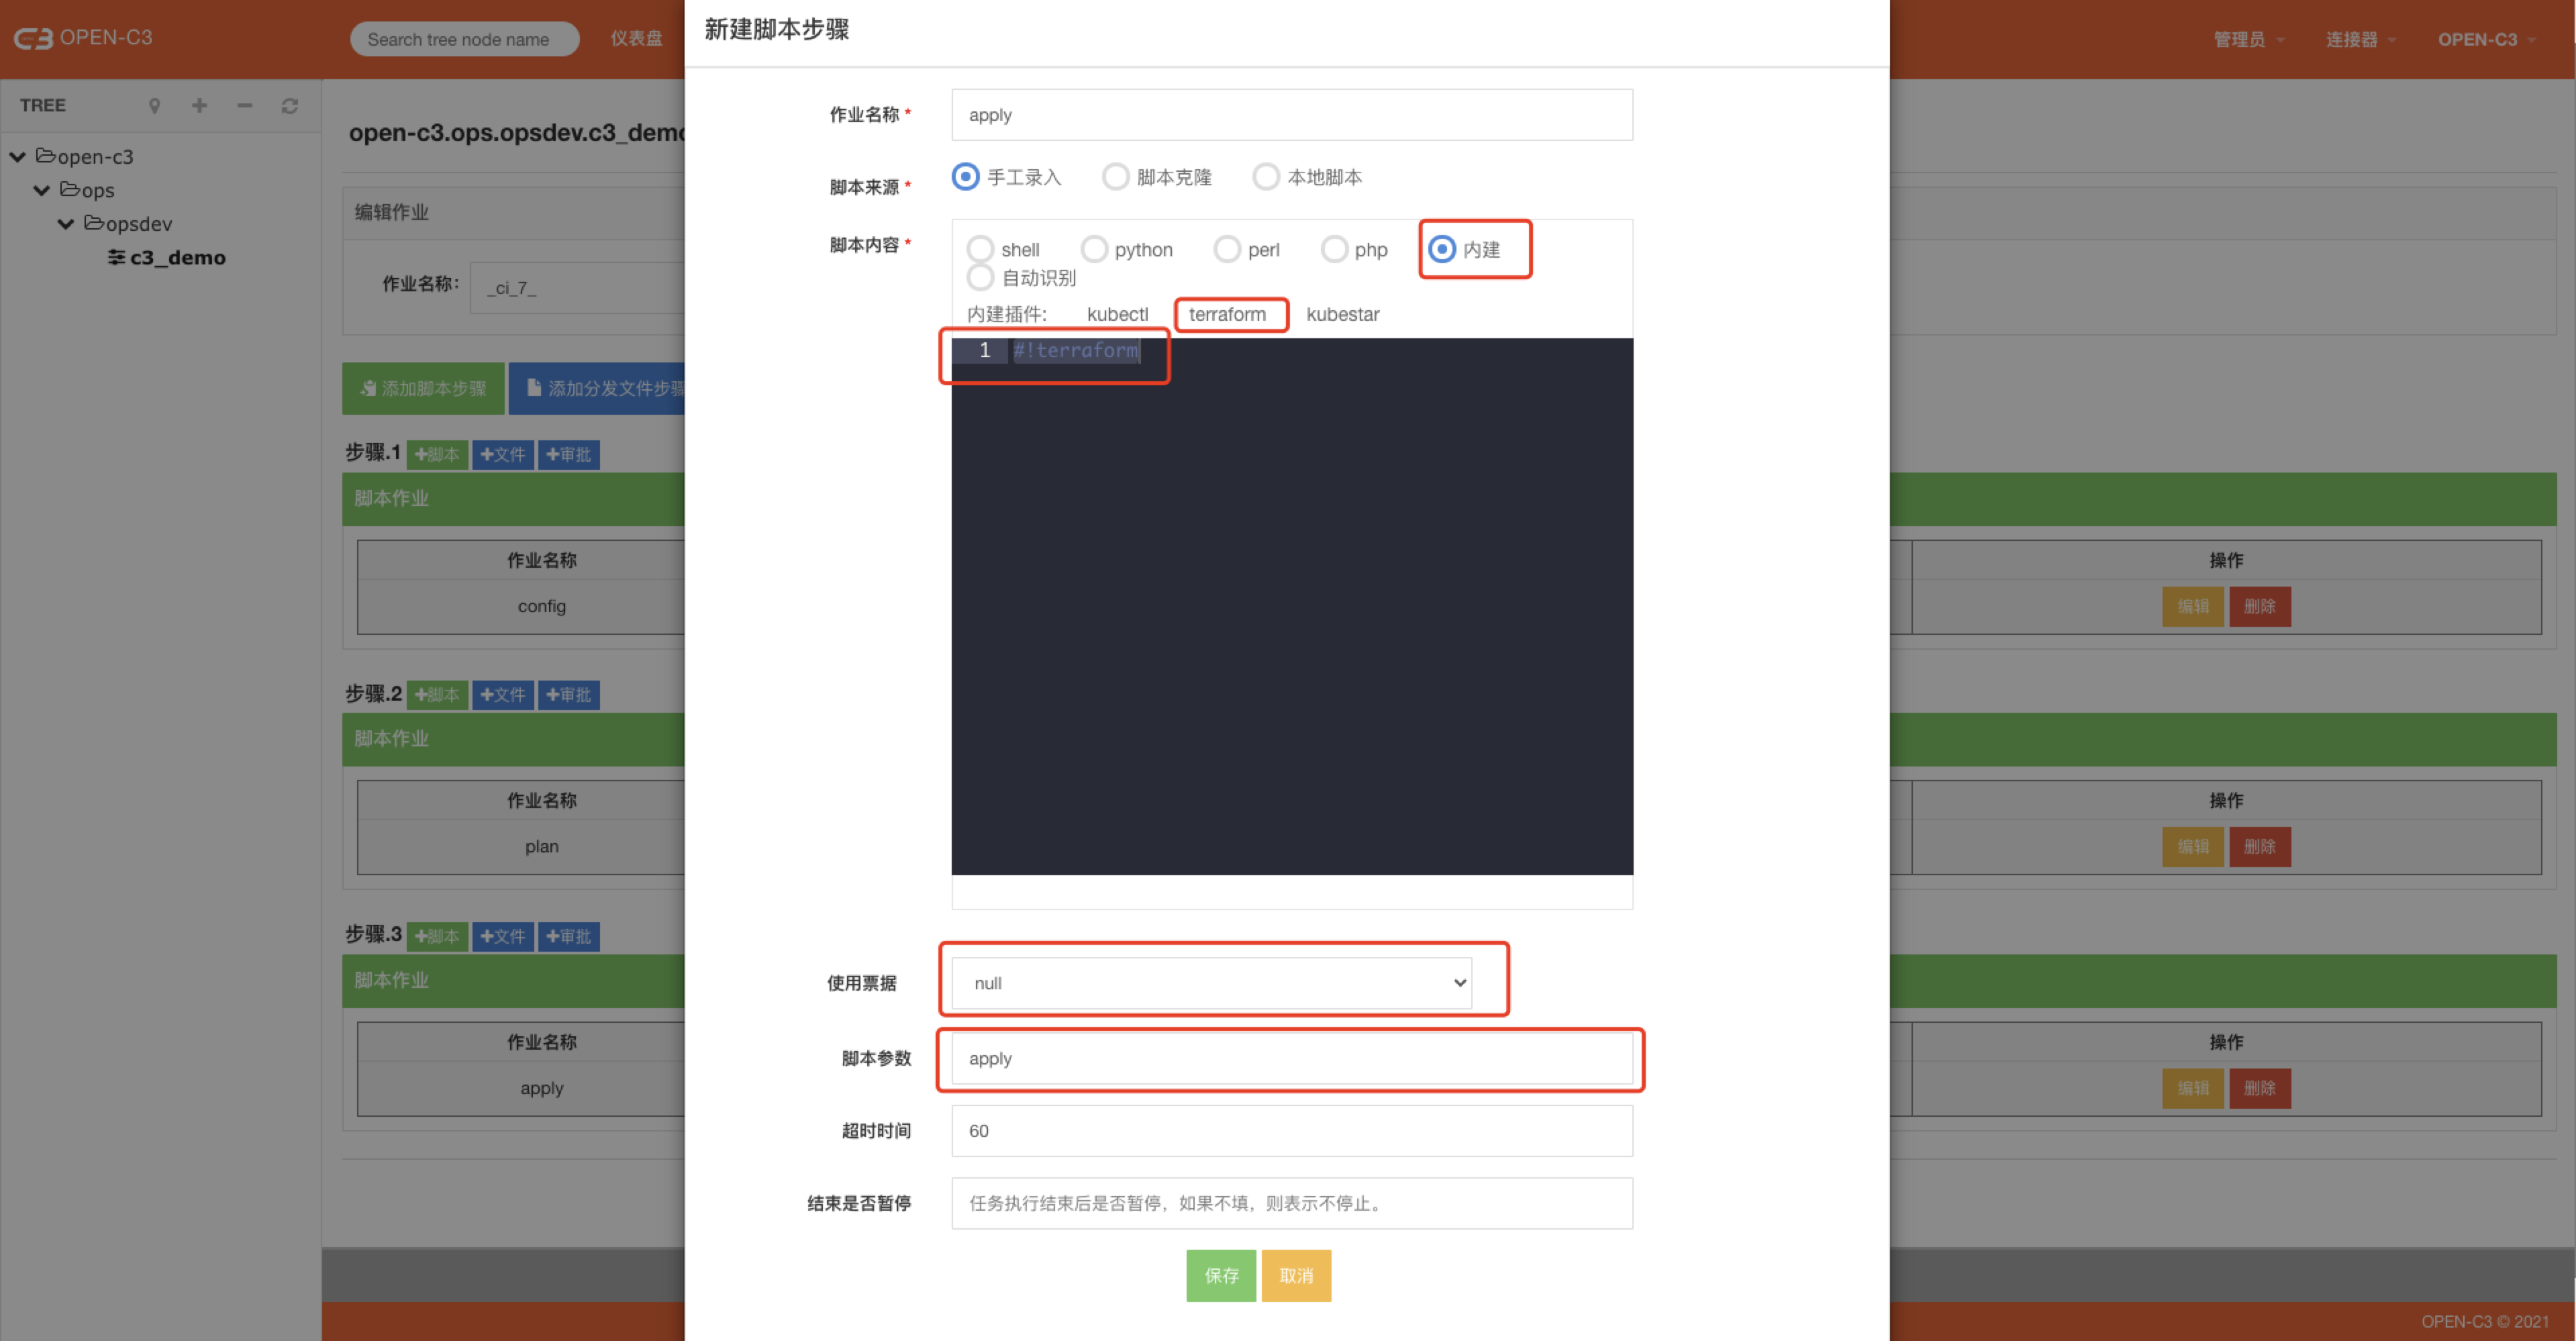 OPEN-C3
Search tree node name
仪表盘
管理员
连接器
OPEN-C3
TREE
open-c3
ops
opsdev
c3_demo
open-c3.ops.opsdev.c3_demo
编辑作业
作业名称:
_ci_7_
添加脚本步骤
添加分发文件步骤
步骤.1
脚本
文件
审批
脚本作业
作业名称
操作
config
编辑
删除
步骤.2
脚本
文件
审批
脚本作业
作业名称
操作
plan
编辑
删除
步骤.3
脚本
文件
审批
脚本作业
作业名称
操作
apply
编辑
删除
新建脚本步骤
作业名称 *
apply
脚本来源 *
手工录入
脚本克隆
本地脚本
脚本内容 *
shell
python
perl
php
内建
自动识别
内建插件:
kubectl
terraform
kubestar
1
#!terraform
使用票据
null
脚本参数
apply
超时时间
60
结束是否暂停
任务执行结束后是否暂停，如果不填，则表示不停止。
保存
取消
OPEN-C3 © 2021